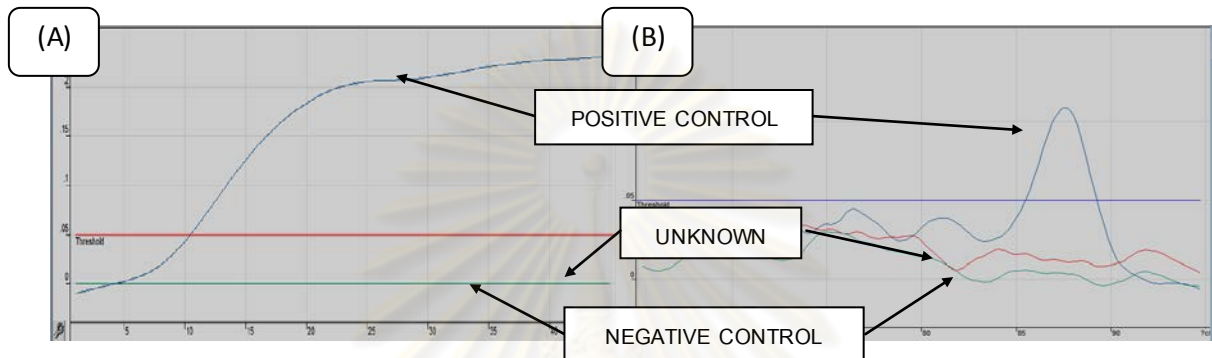 (A)
(B)
POSITIVE CONTROL
.15
.1
.05
.05
Threshold
Threshold
UNKNOWN
0
NEGATIVE CONTROL
5
10
15
20
25
30
35
40
80
85
90